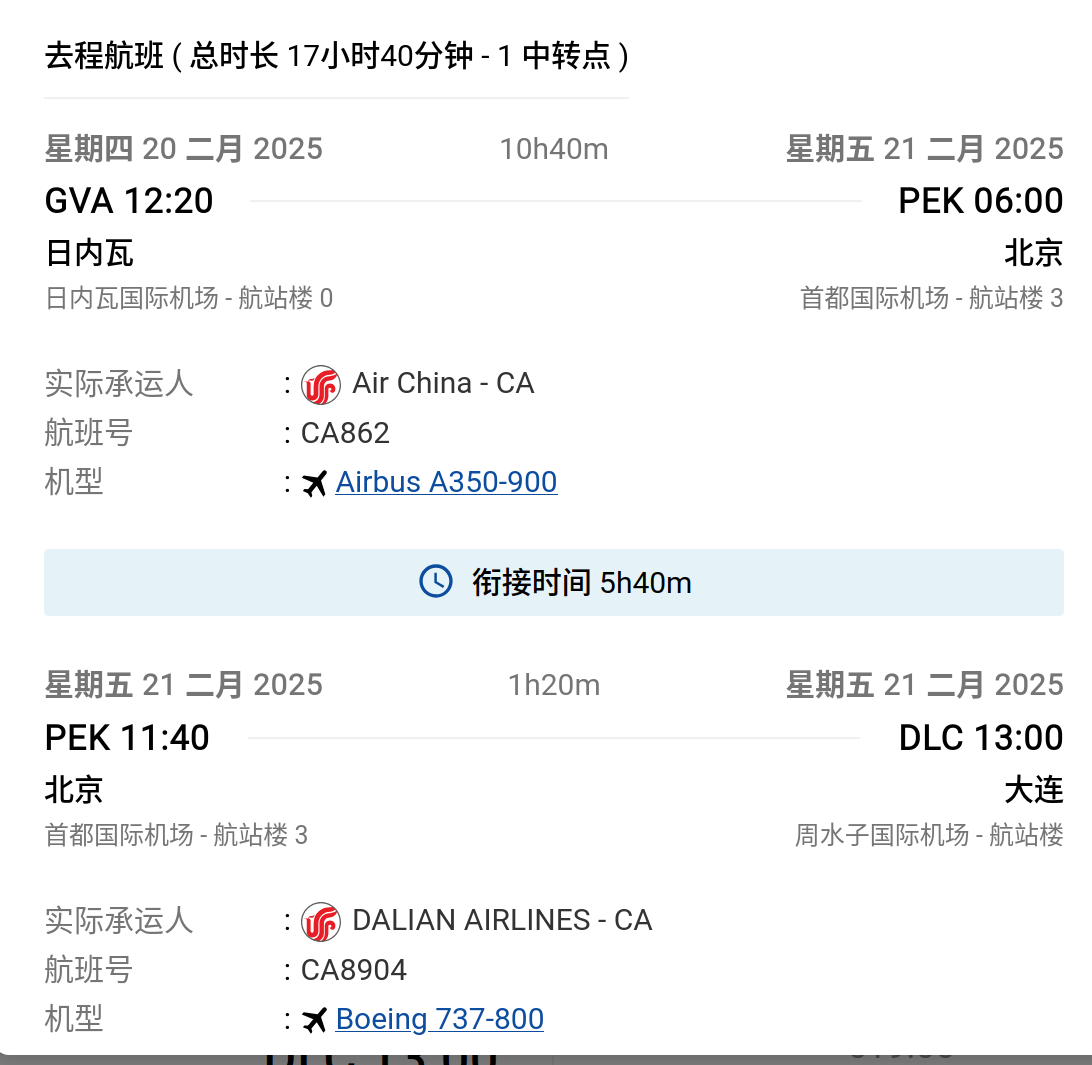 去程航班 ( 总时长 17小时40分钟 - 1 中转点 )
星期四 20 二月 2025 10h40m 星期五 21 二月 2025
GVA 12:20 PEK 06:00
日内瓦 北京
日内瓦国际机场 - 航站楼 0 首都国际机场 - 航站楼 3
实际承运人 : Air China - CA
航班号 : CA862
机型 : Airbus A350-900
衔接时间 5h40m
星期五 21 二月 2025 1h20m 星期五 21 二月 2025
PEK 11:40 DLC 13:00
北京 大连
首都国际机场 - 航站楼 3 周水子国际机场 - 航站楼
实际承运人 : DALIAN AIRLINES - CA
航班号 : CA8904
机型 : Boeing 737-800
DLC 13:00